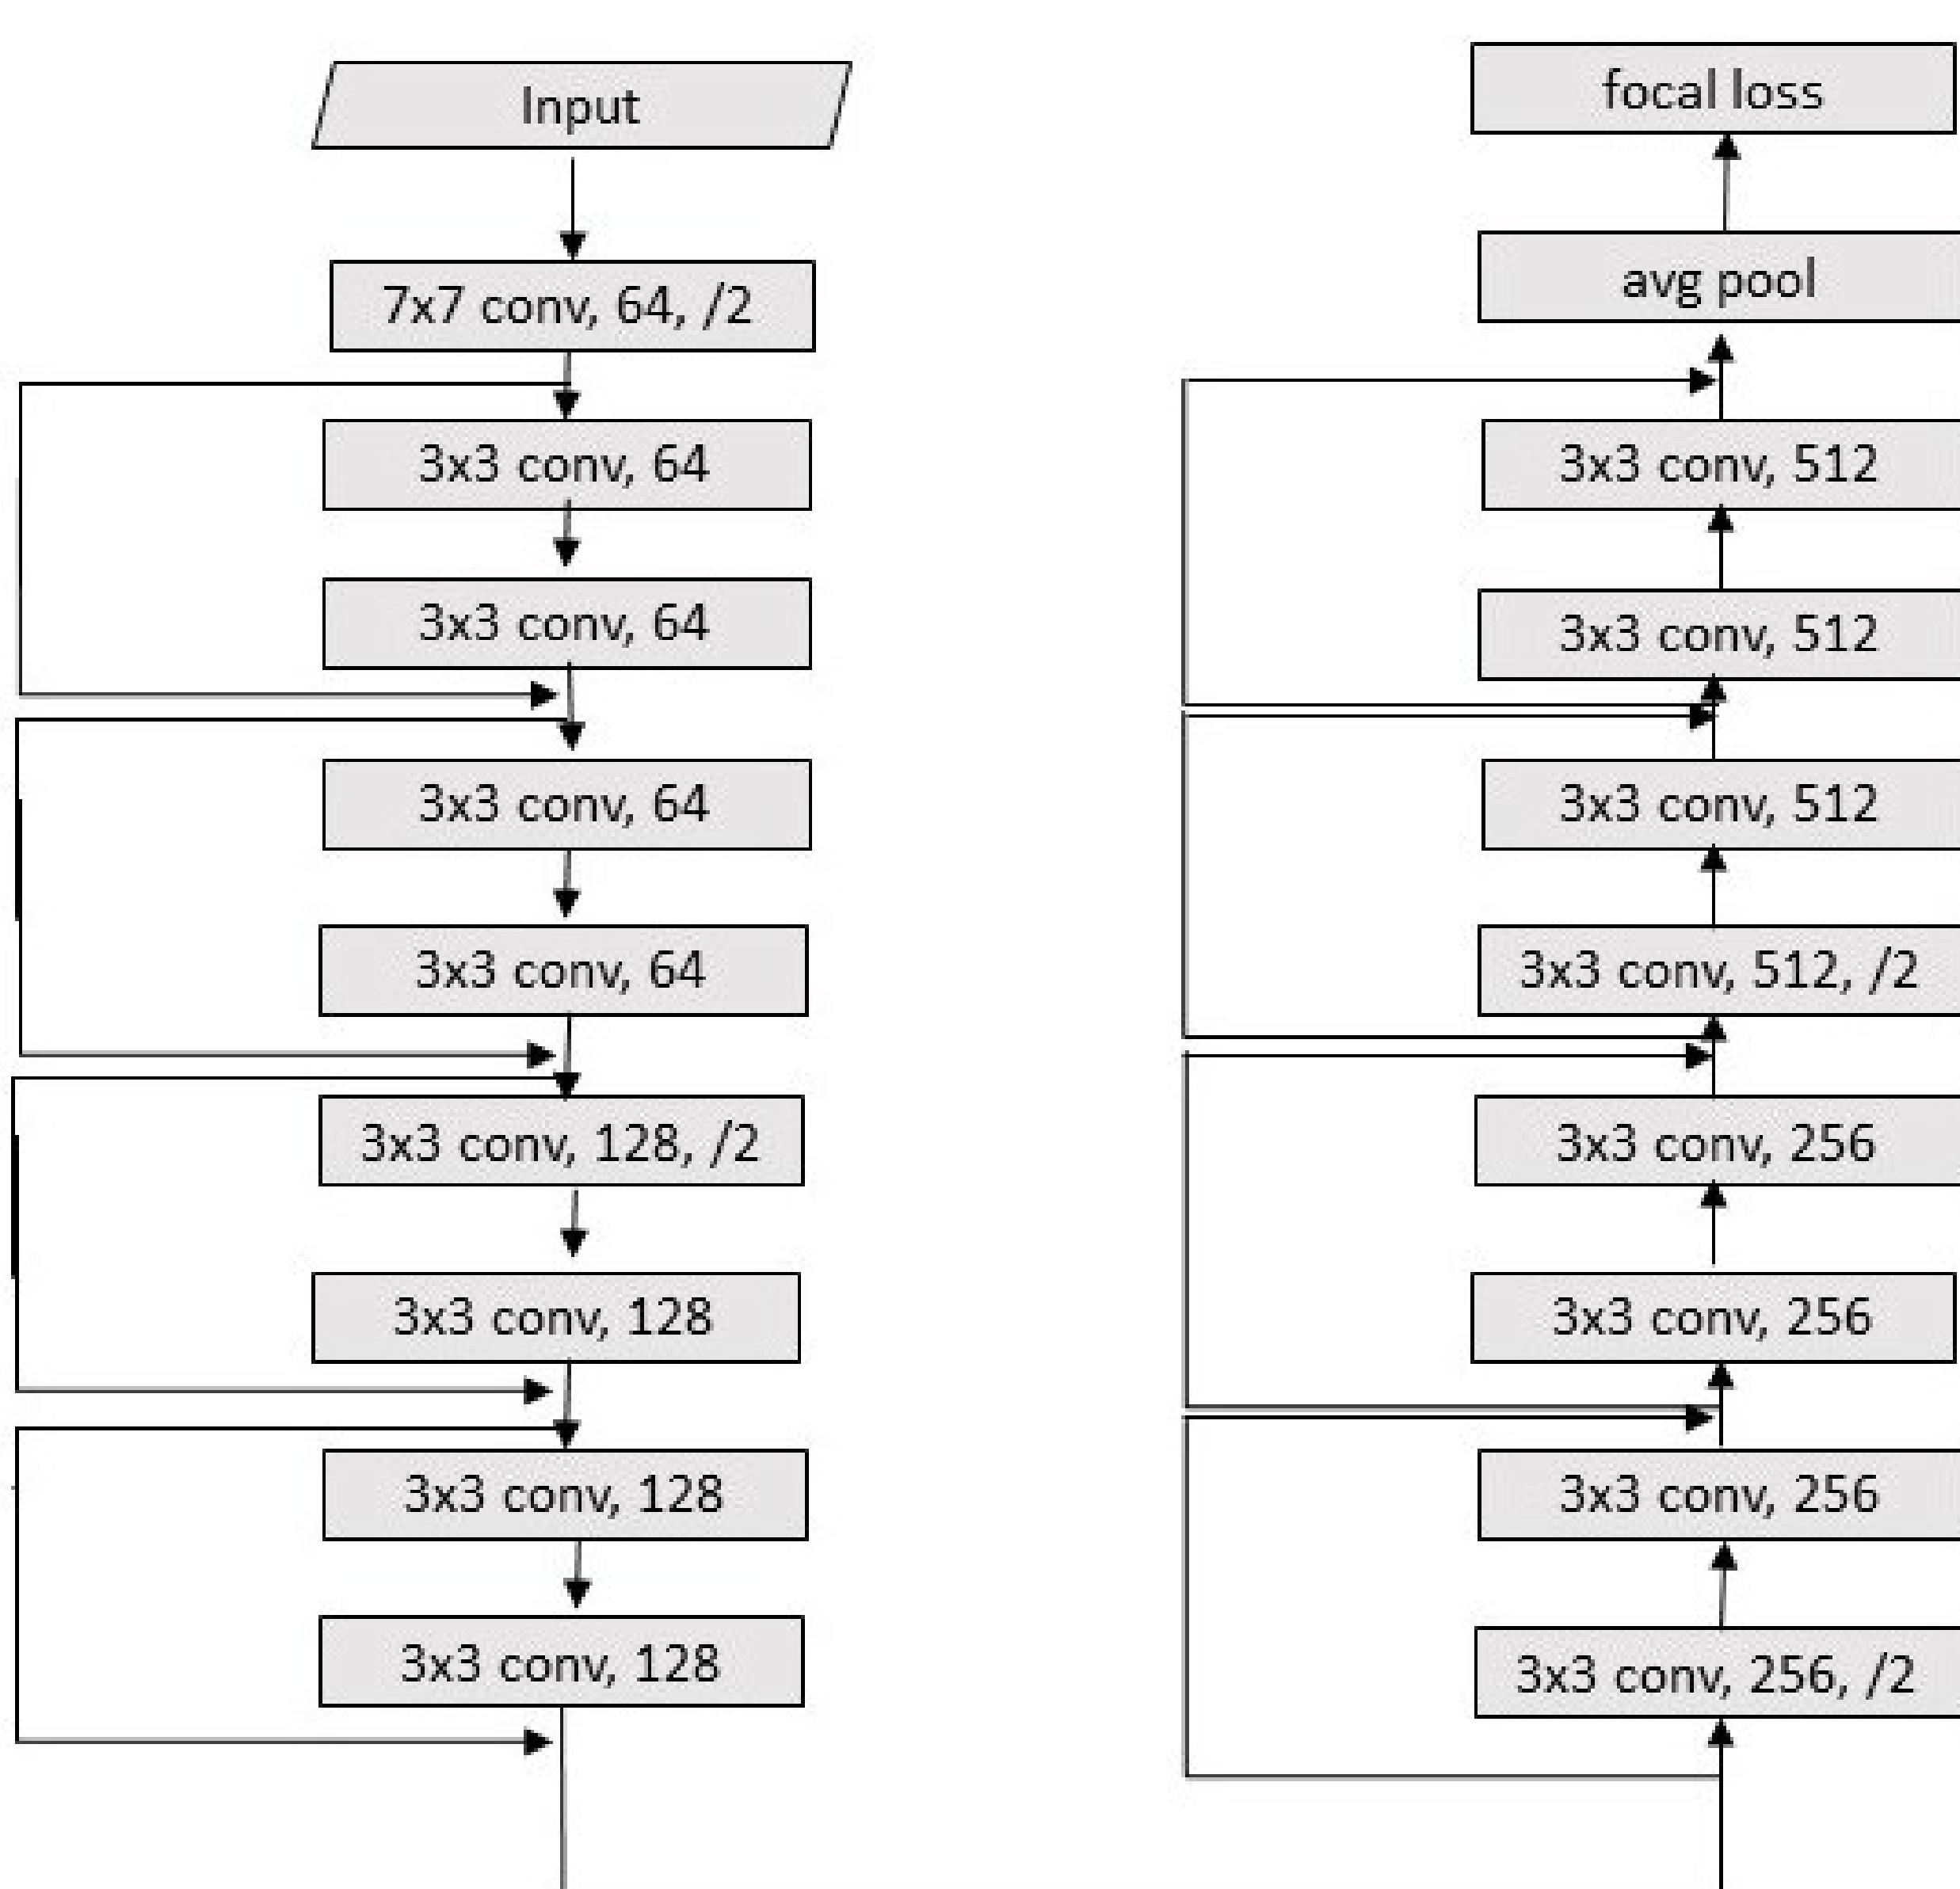 Input
7x7 conv, 64, /2
3x3 conv, 64
3x3 conv, 64
3x3 conv, 64
3x3 conv, 64
3x3 conv, 128, /2
3x3 conv, 128
3x3 conv, 128
3x3 conv, 128
focal loss
avg pool
3x3 conv, 512
3x3 conv, 512
3x3 conv, 512
3x3 conv, 512, /2
3x3 conv, 256
3x3 conv, 256
3x3 conv, 256
3x3 conv, 256, /2